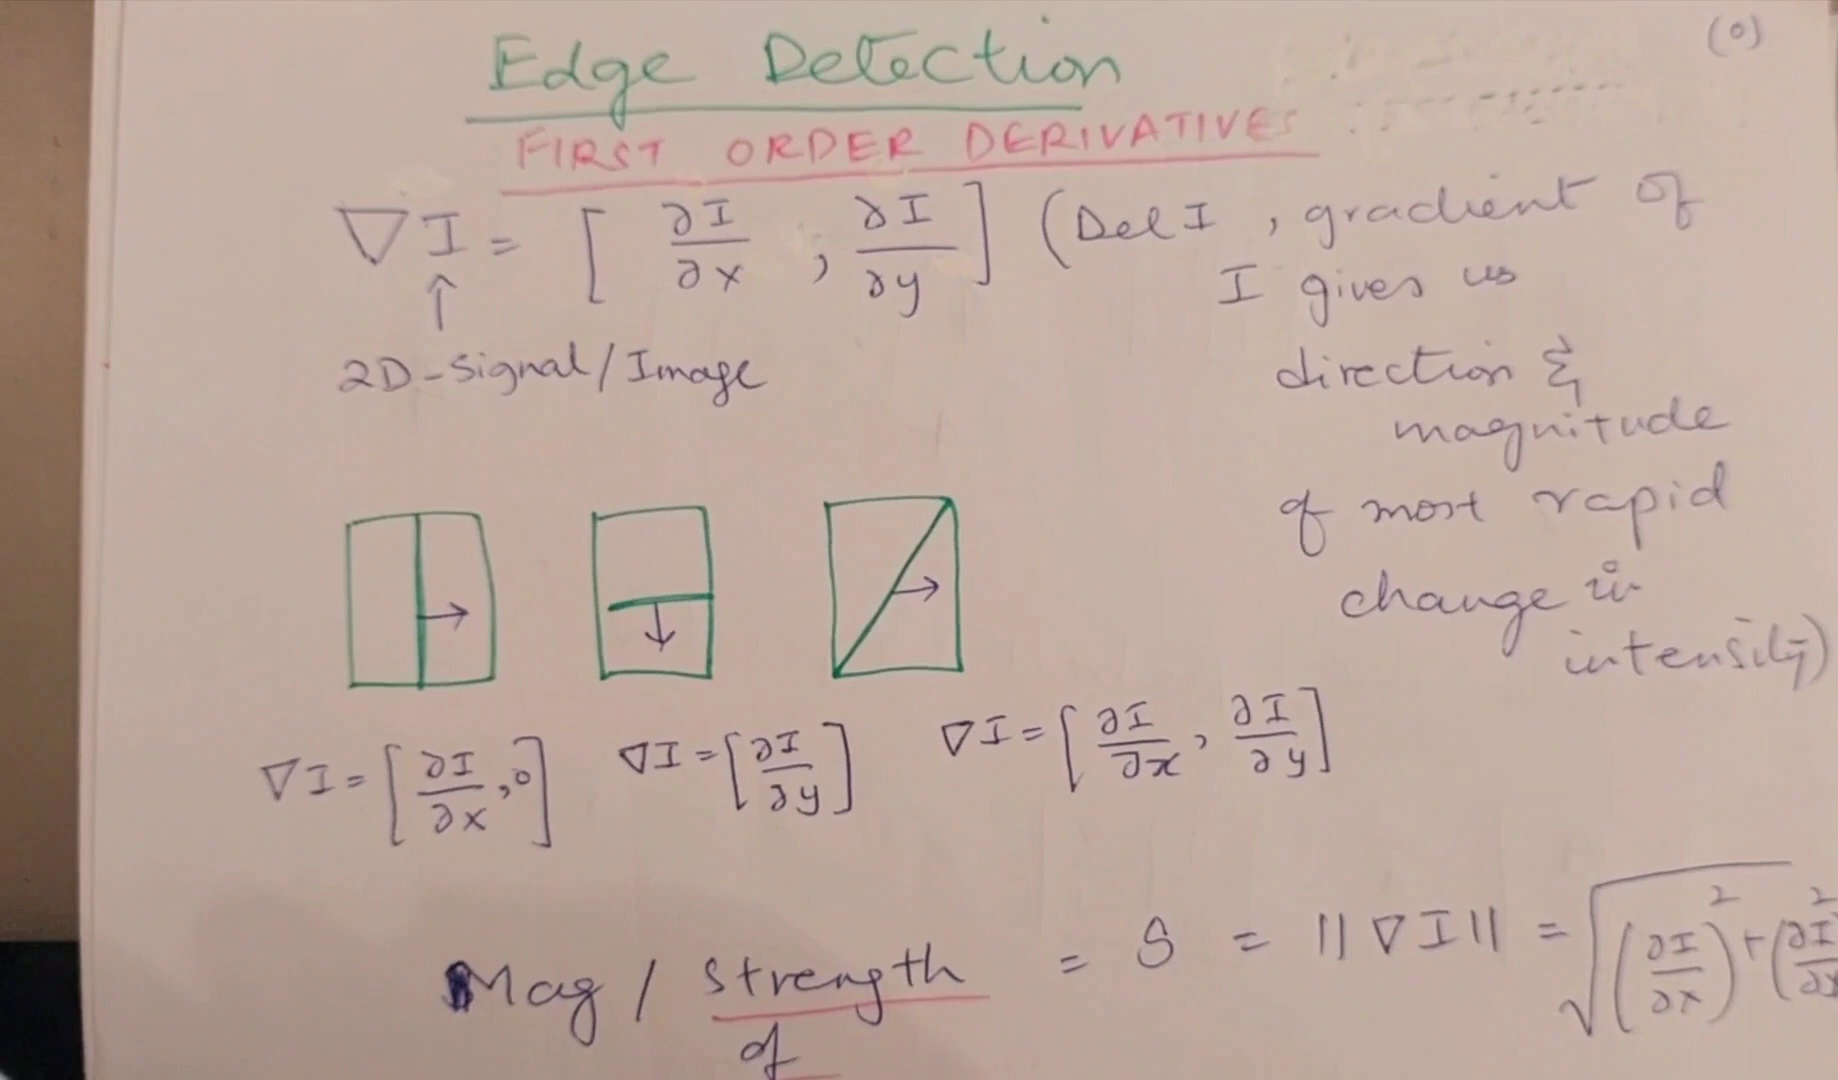 (0)
Edge Detection
FIRST ORDER DERIVATIVES
∇I = [ ∂I/∂x , ∂I/∂y ] (Del I , gradient of
I gives us
↑
2D-Signal/Image
direction &
magnitude
of most rapid
change in
intensity)
∇I = [∂I/∂x , 0] ∇I = [∂I/∂y] ∇I = [∂I/∂x , ∂I/∂y]
Mag / Strength = S = ||∇I|| = √(∂I/∂x)² + (∂I/∂
of